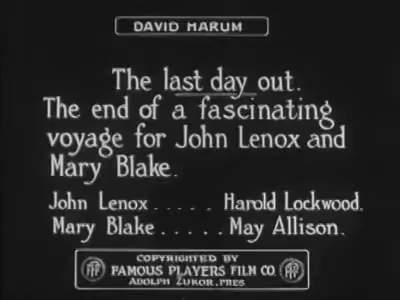 DAVID HARUM
The last day out.
The end of a fascinating
voyage for John Lenox and
Mary Blake.
John Lenox..... Harold Lockwood.
Mary Blake..... May Allison.
COPYRIGHTED BY
FAMOUS PLAYERS FILM CO.
ADOLPH ZUKOR, PRES